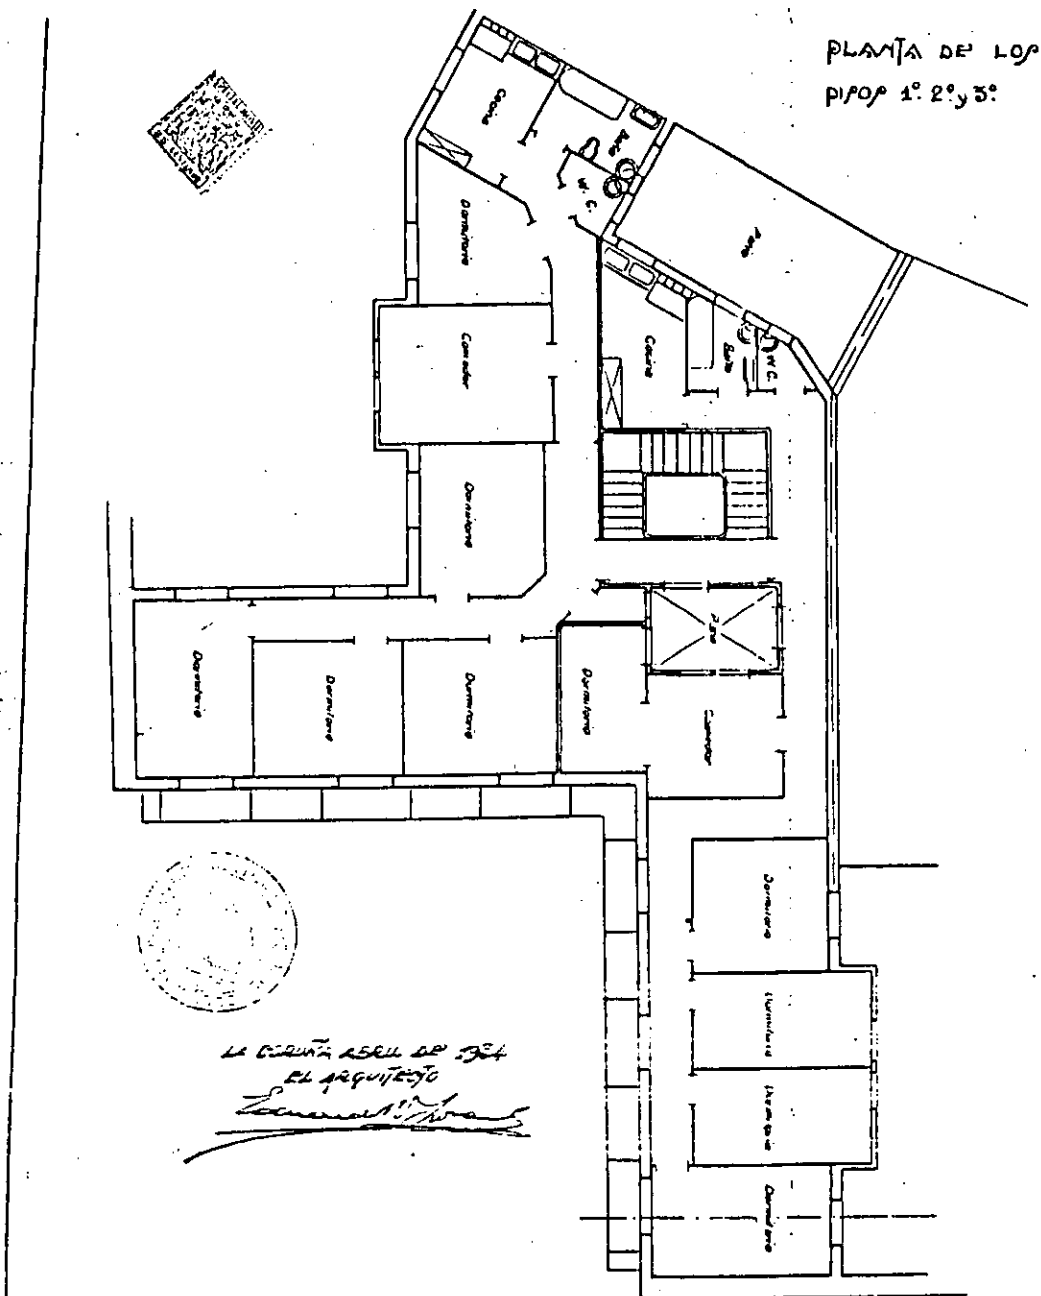 PLANTA DE LOS
PISOS 1º. 2º. y 3º.
Cocina
Baño
W. C.
Dormitorio
Patio
Comedor
Cocina
Baño
W.C.
Dormitorio
Patio
Dormitorio
Dormitorio
Dormitorio
Dormitorio
Comedor
Dormitorio
Dormitorio
Dormitorio
Dormitorio
LA CORUÑA ABRIL DE
EL ARQUITECTO